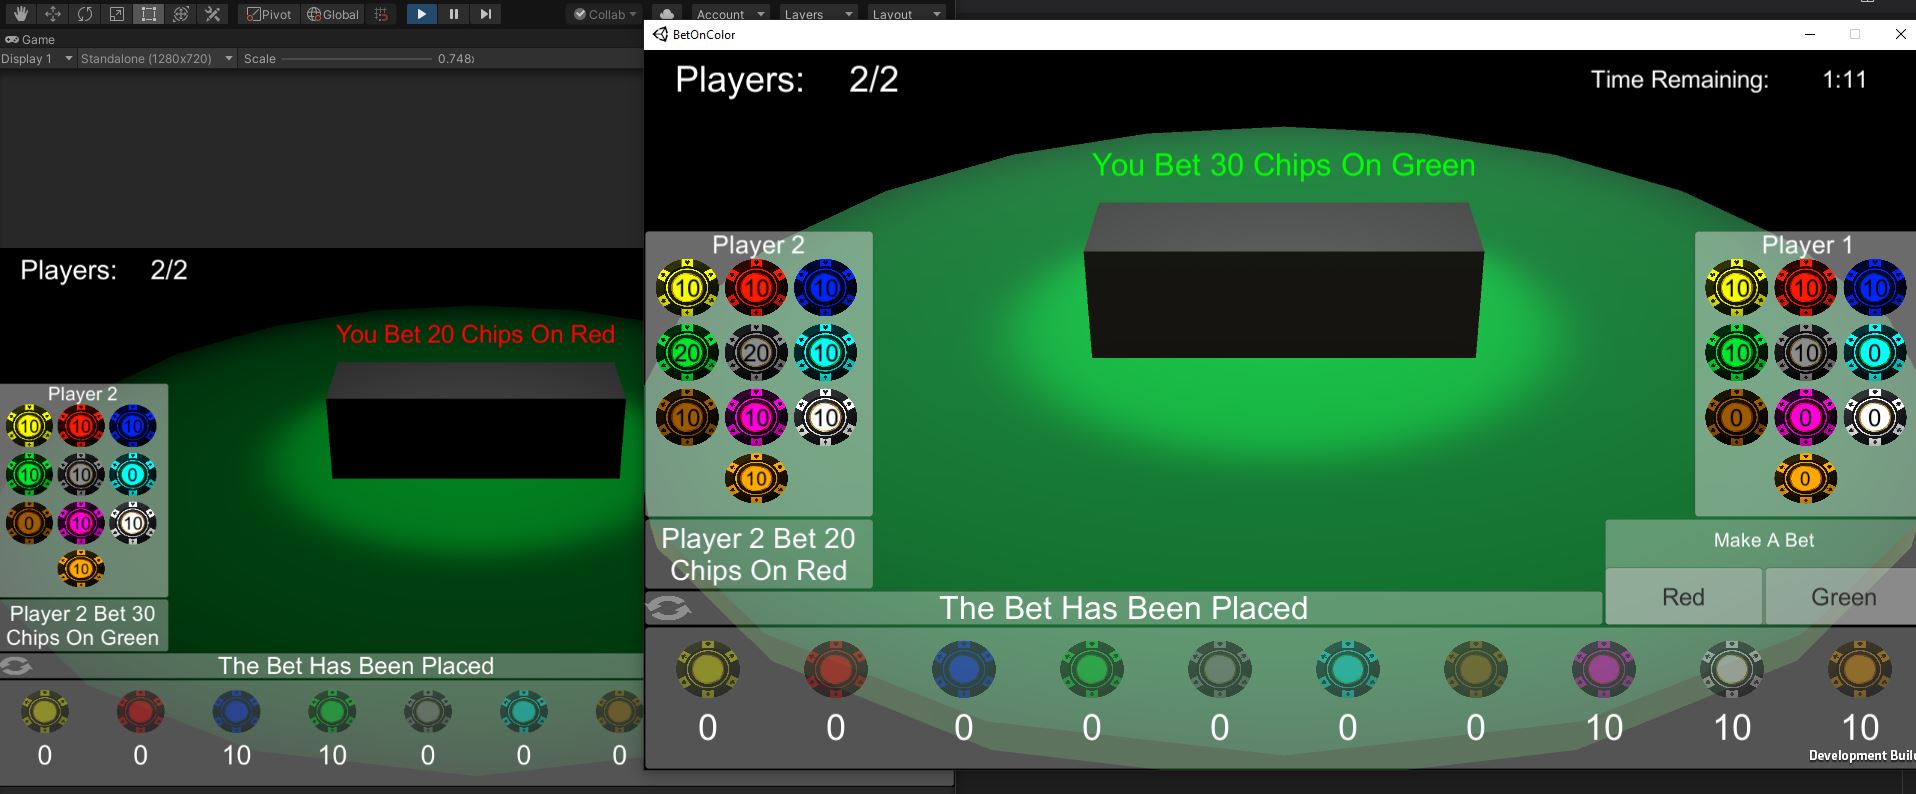 Pivot
Global
Collab
Account
Layers
Layout
Game
Display 1
Standalone (1280x720)
Scale
0.748x
Players:
2/2
You Bet 20 Chips On Red
Player 2
10
10
10
10
10
0
0
10
10
10
Player 2 Bet 30
Chips On Green
The Bet Has Been Placed
0
0
10
10
0
0
0
BetOnColor
Players:
2/2
Time Remaining:
1:11
You Bet 30 Chips On Green
Player 2
10
10
10
20
20
10
10
10
10
10
Player 2 Bet 20
Chips On Red
Player 1
10
10
10
10
10
0
0
0
0
0
Make A Bet
Red
Green
The Bet Has Been Placed
0
0
0
0
0
0
0
10
10
10
Development Build